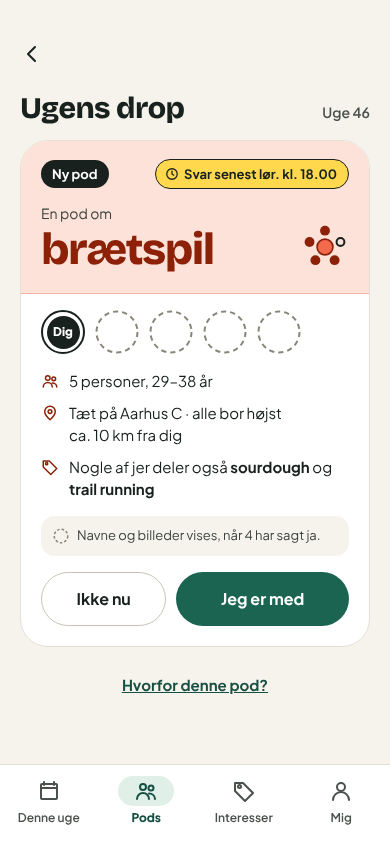 Ugens drop
Uge 46
Ny pod
Svar senest lør. kl. 18.00
En pod om
brætspil
Dig
5 personer, 29–38 år
Tæt på Aarhus C · alle bor højst
ca. 10 km fra dig
Nogle af jer deler også sourdough og
trail running
Navne og billeder vises, når 4 har sagt ja.
Ikke nu
Jeg er med
Hvorfor denne pod?
Denne uge
Pods
Interesser
Mig